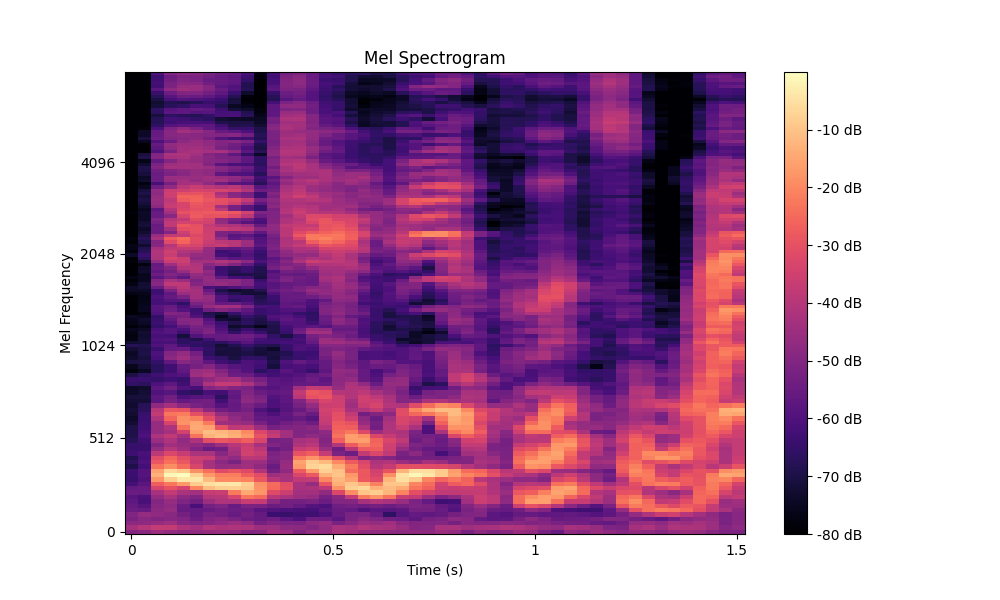 Mel Spectrogram
Mel Frequency
4096
2048
1024
512
0
0
0.5
1
1.5
Time (s)
-10 dB
-20 dB
-30 dB
-40 dB
-50 dB
-60 dB
-70 dB
-80 dB